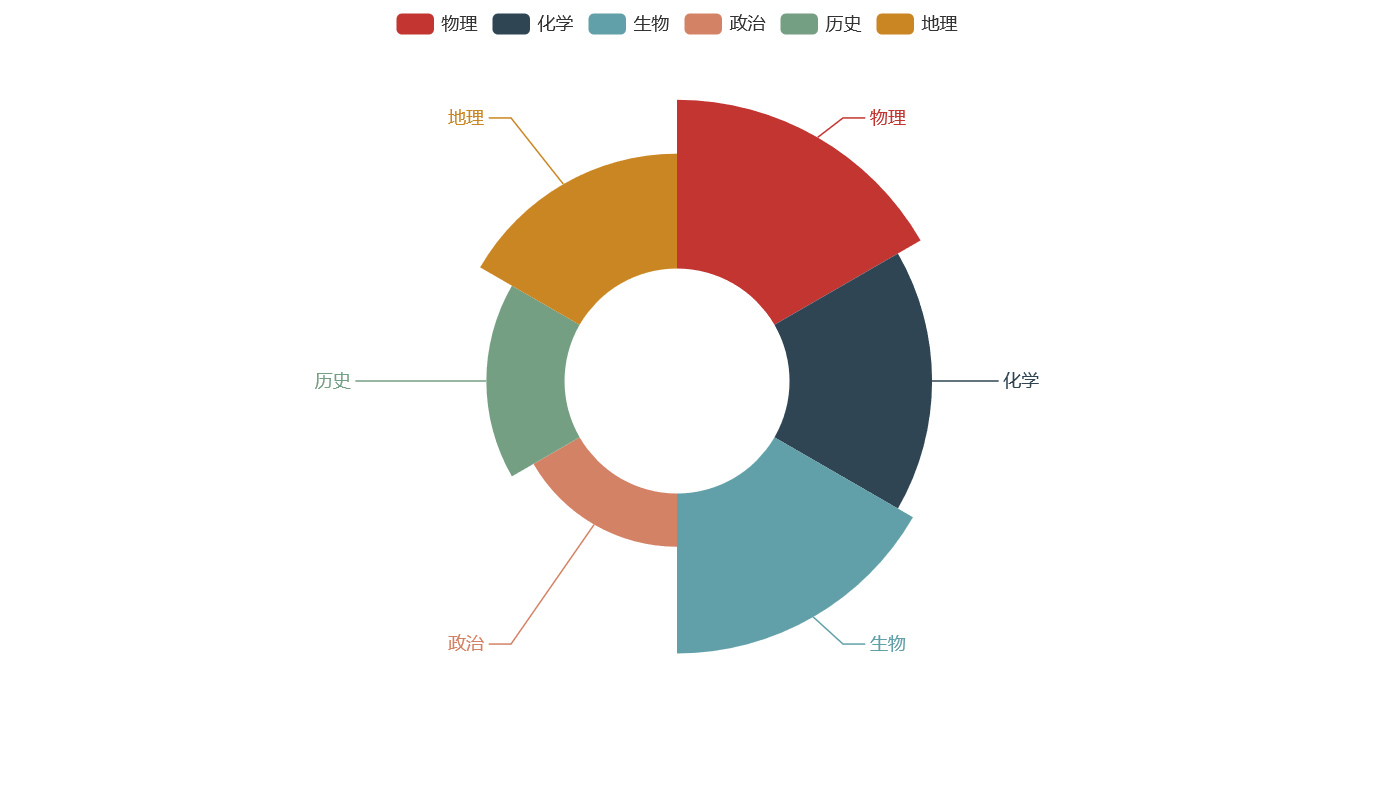 物理 化学 生物 政治 历史 地理
地理 物理
历史 化学
政治 生物